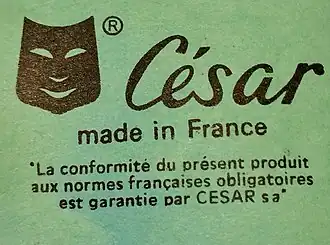 ® César
made in France
"La conformité du présent produit
aux normes françaises obligatoires
est garantie par CESAR sa"